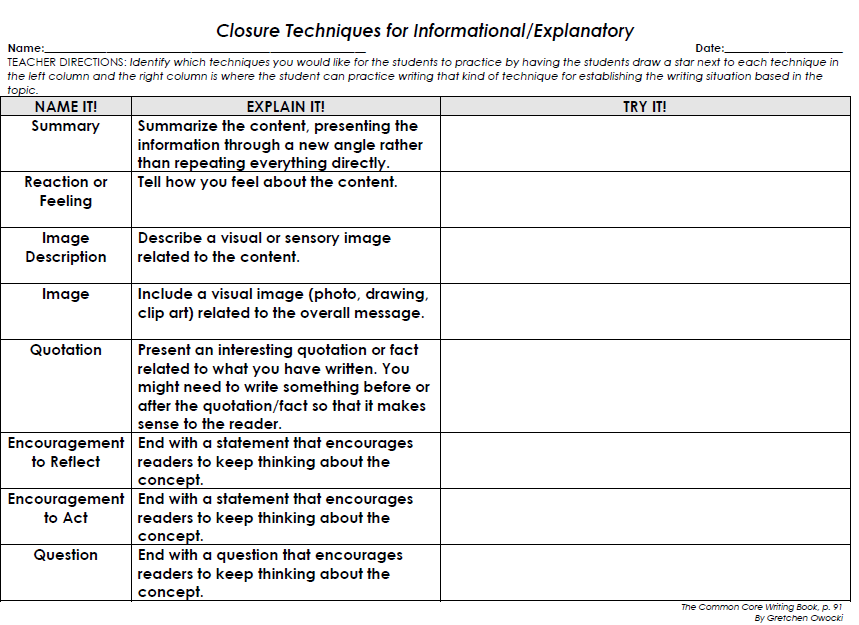 Closure Techniques for Informational/Explanatory
Name:___________________________________________________ Date:___________________
TEACHER DIRECTIONS: Identify which techniques you would like for the students to practice by having the students draw a star next to each technique in
the left column and the right column is where the student can practice writing that kind of technique for establishing the writing situation based in the
topic.
NAME IT! EXPLAIN IT! TRY IT!
Summary
Summarize the content, presenting the
information through a new angle rather
than repeating everything directly.
Reaction or
Feeling
Tell how you feel about the content.
Image
Description
Describe a visual or sensory image
related to the content.
Image
Include a visual image (photo, drawing,
clip art) related to the overall message.
Quotation
Present an interesting quotation or fact
related to what you have written. You
might need to write something before or
after the quotation/fact so that it makes
sense to the reader.
Encouragement
to Reflect
End with a statement that encourages
readers to keep thinking about the
concept.
Encouragement
to Act
End with a statement that encourages
readers to keep thinking about the
concept.
Question
End with a question that encourages
readers to keep thinking about the
concept.
The Common Core Writing Book, p. 91
By Gretchen Owocki